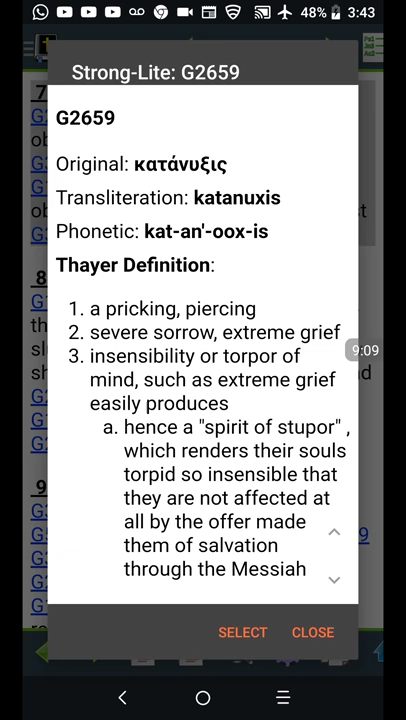 48% 3:43
Strong-Lite: G2659
G2659
Original: κατάνυξις
Transliteration: katanuxis
Phonetic: kat-an'-oox-is
Thayer Definition:
1. a pricking, piercing
2. severe sorrow, extreme grief
3. insensibility or torpor of
mind, such as extreme grief
easily produces
a. hence a "spirit of stupor" ,
which renders their souls
torpid so insensible that
they are not affected at
all by the offer made
them of salvation
through the Messiah
9:09
SELECT CLOSE